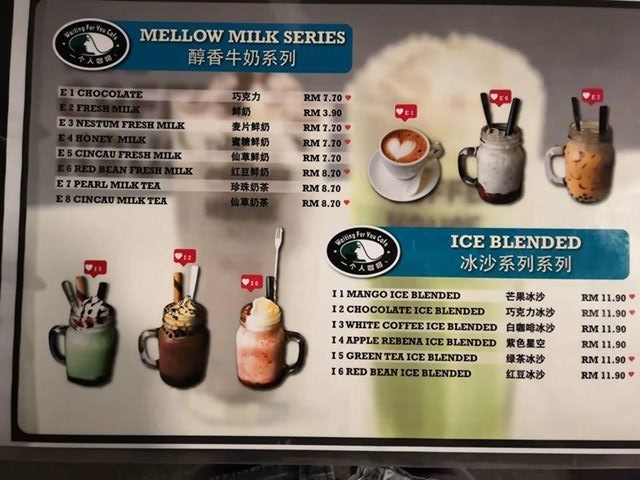 Waiting For You Cafe
一个人咖啡
MELLOW MILK SERIES
醇香牛奶系列
E 1 CHOCOLATE 巧克力 RM 7.70
E 2 FRESH MILK 鲜奶 RM 3.90
E 3 NESTUM FRESH MILK 麦片鲜奶 RM 7.70
E 4 HONEY MILK 蜜糖鲜奶 RM 7.70
E 5 CINCAU FRESH MILK 仙草鲜奶 RM 7.70
E 6 RED BEAN FRESH MILK 红豆鲜奶 RM 8.70
E 7 PEARL MILK TEA 珍珠奶茶 RM 8.70
E 8 CINCAU MILK TEA 仙草奶茶 RM 8.70
E 1
E 6
E 7
Waiting For You Cafe
一个人咖啡
ICE BLENDED
冰沙系列系列
I 1 MANGO ICE BLENDED 芒果冰沙 RM 11.90
I 2 CHOCOLATE ICE BLENDED 巧克力冰沙 RM 11.90
I 3 WHITE COFFEE ICE BLENDED 白咖啡冰沙 RM 11.90
I 4 APPLE REBENA ICE BLENDED 紫色星空 RM 11.90
I 5 GREEN TEA ICE BLENDED 绿茶冰沙 RM 11.90
I 6 RED BEAN ICE BLENDED 红豆冰沙 RM 11.90
I 5
I 2
I 6